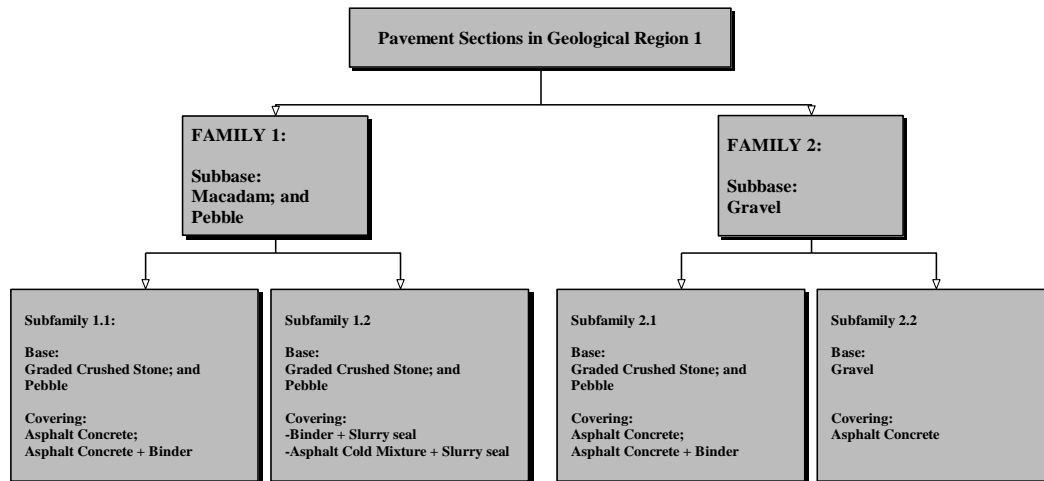 Pavement Sections in Geological Region 1
FAMILY 1:
Subbase:
Macadam; and
Pebble
FAMILY 2:
Subbase:
Gravel
Subfamily 1.1:
Base:
Graded Crushed Stone; and
Pebble
Covering:
Asphalt Concrete;
Asphalt Concrete + Binder
Subfamily 1.2
Base:
Graded Crushed Stone; and
Pebble
Covering:
-Binder + Slurry seal
-Asphalt Cold Mixture + Slurry seal
Subfamily 2.1
Base:
Graded Crushed Stone; and
Pebble
Covering:
Asphalt Concrete;
Asphalt Concrete + Binder
Subfamily 2.2
Base:
Gravel
Covering:
Asphalt Concrete